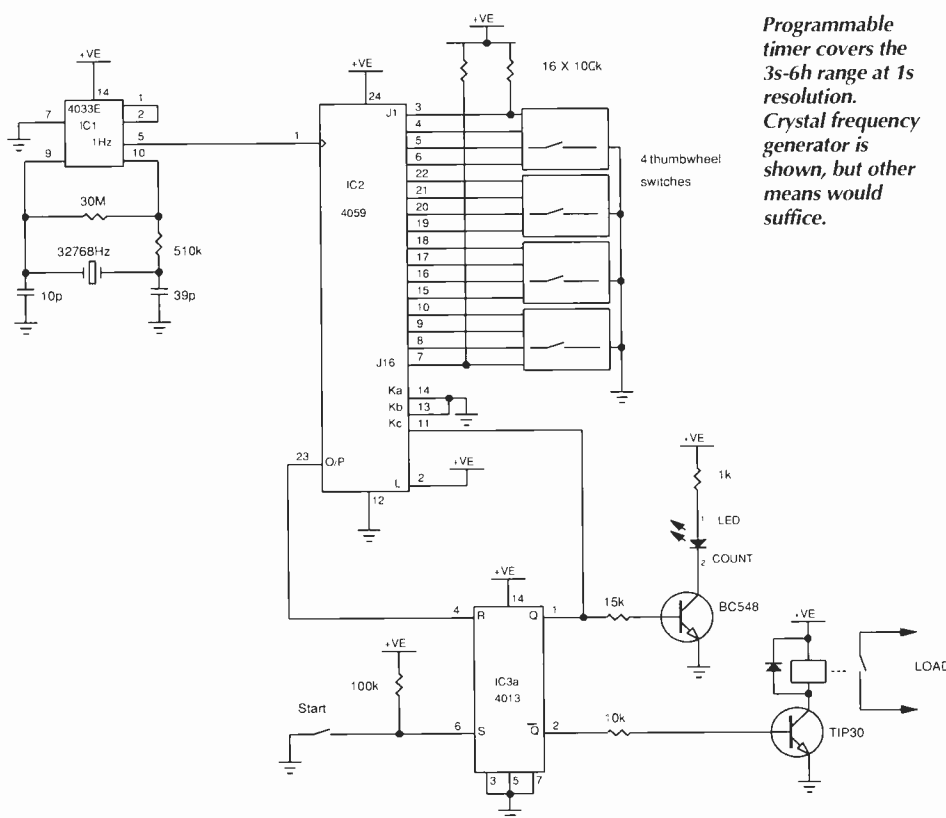 Programmable
timer covers the
3s-6h range at 1s
resolution.
Crystal frequency
generator is
shown, but other
means would
suffice.
+VE
14
4033E
IC1
1Hz
7
1
2
5
9
10
30M
510k
32768Hz
10p
39p
+VE
24
1
IC2
4059
J1
3
4
5
6
22
21
20
19
18
17
16
15
10
9
8
J16
7
Ka
14
Kb
13
Kc
11
23
O/P
L
2
+VE
12
+VE
16 X 100k
4 thumbwheel
switches
+VE
1k
1
LED
2
COUNT
BC548
15k
+VE
14
4
R
Q
1
IC3a
4013
6
S
Q
2
3
5
7
100k
+VE
Start
10k
+VE
LOAD
TIP30